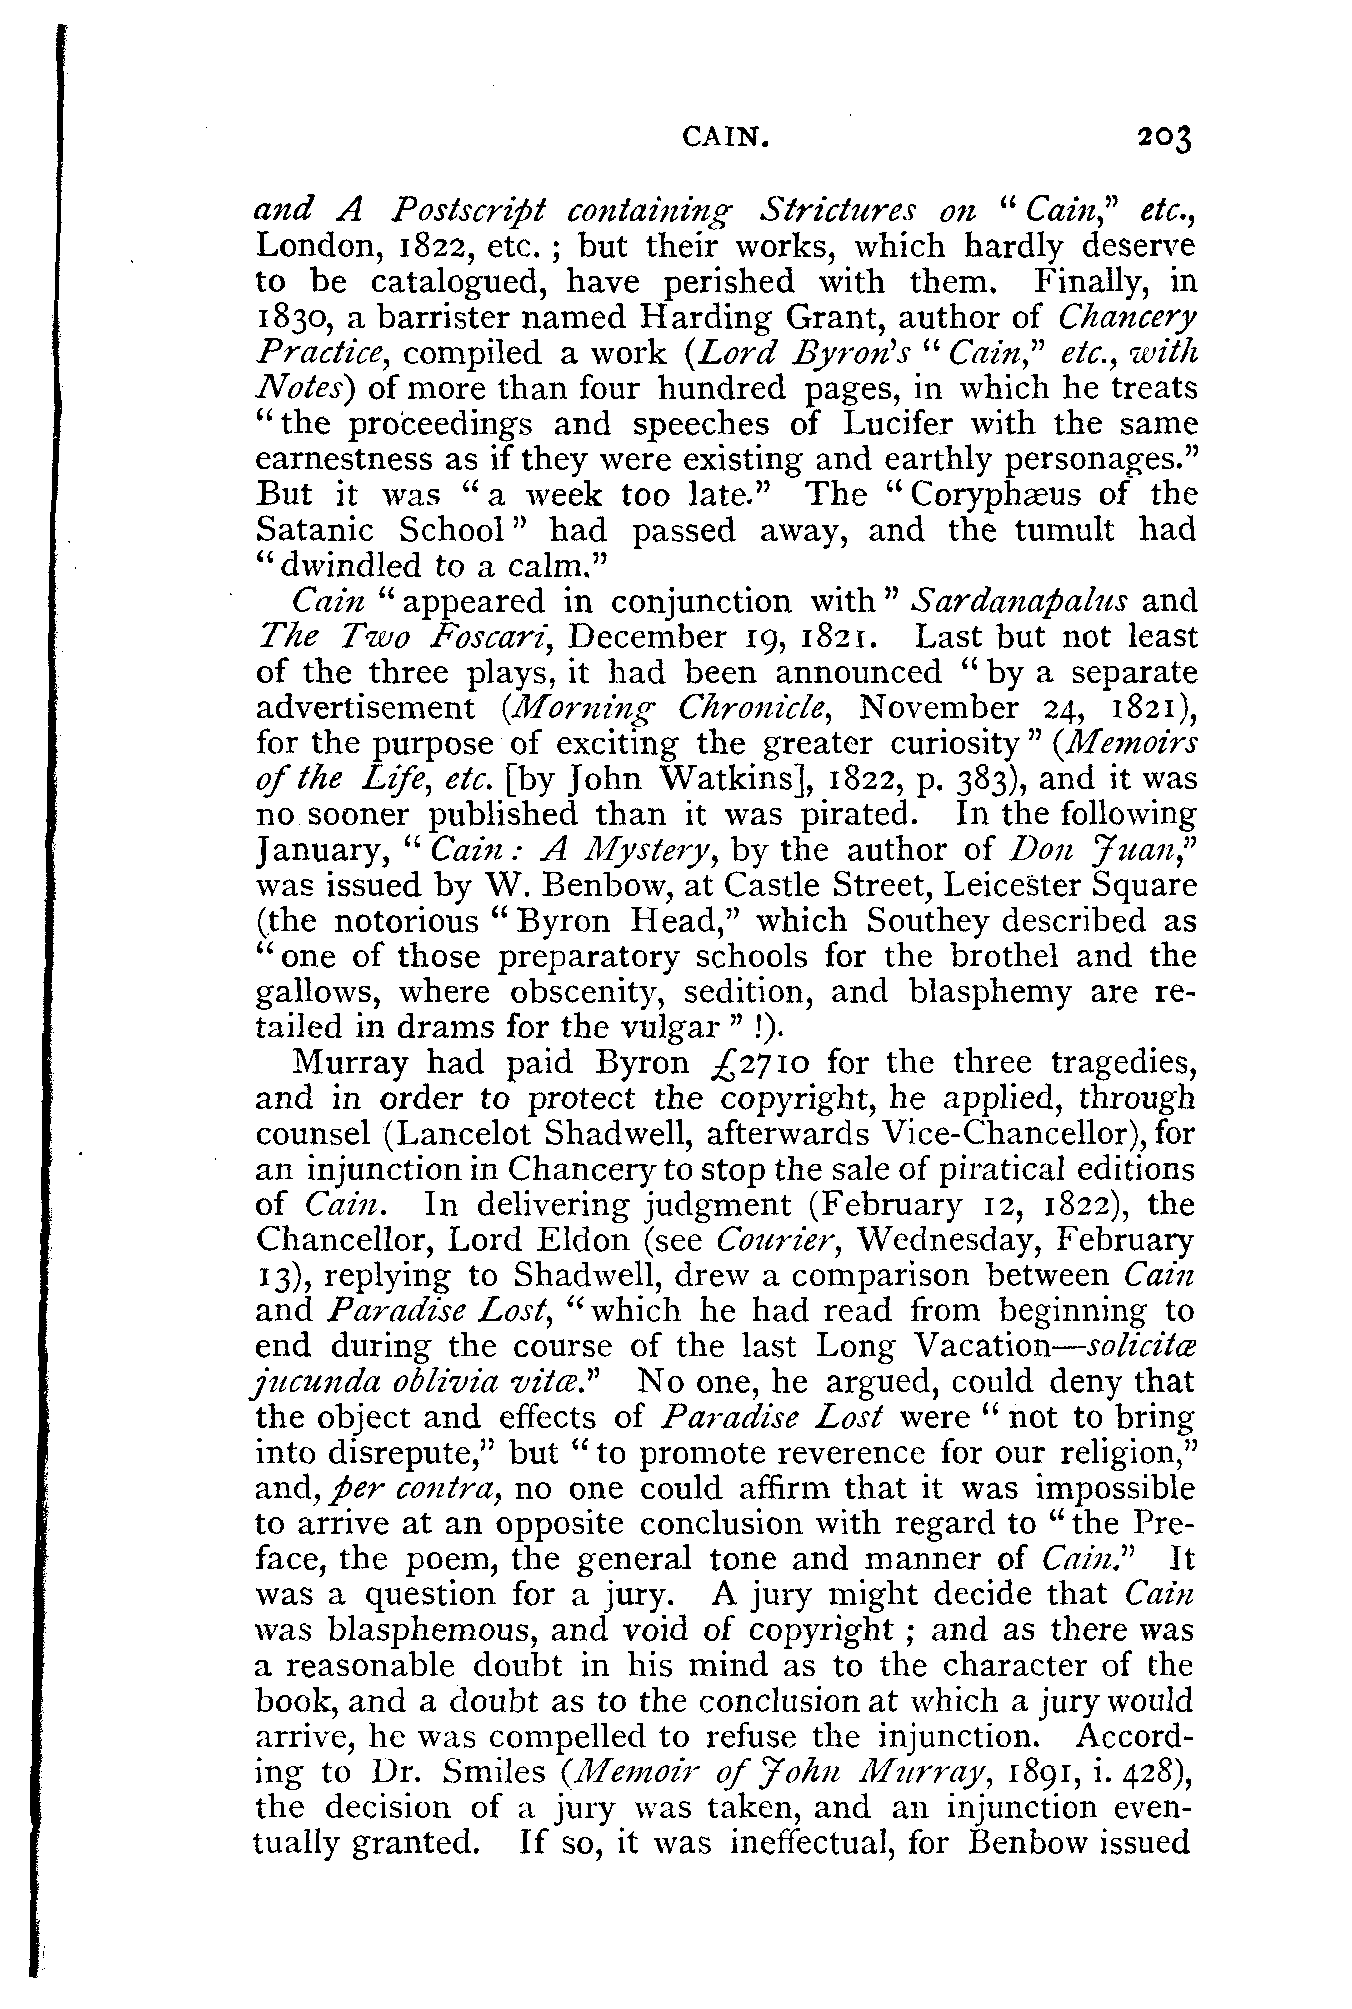 CAIN. 203
and A Postscript containing Strictures on “Cain,” etc.,
London, 1822, etc. ; but their works, which hardly deserve
to be catalogued, have perished with them. Finally, in
1830, a barrister named Harding Grant, author of Chancery
Practice, compiled a work (Lord Byron's “Cain,” etc., with
Notes) of more than four hundred pages, in which he treats
“the proceedings and speeches of Lucifer with the same
earnestness as if they were existing and earthly personages.”
But it was “a week too late.” The “Coryphæus of the
Satanic School” had passed away, and the tumult had
“dwindled to a calm.”
Cain “appeared in conjunction with” Sardanapalus and
The Two Foscari, December 19, 1821. Last but not least
of the three plays, it had been announced “by a separate
advertisement (Morning Chronicle, November 24, 1821),
for the purpose of exciting the greater curiosity” (Memoirs
of the Life, etc. [by John Watkins], 1822, p. 383), and it was
no sooner published than it was pirated. In the following
January, “Cain : A Mystery, by the author of Don Juan,”
was issued by W. Benbow, at Castle Street, Leicester Square
(the notorious “Byron Head,” which Southey described as
“one of those preparatory schools for the brothel and the
gallows, where obscenity, sedition, and blasphemy are re-
tailed in drams for the vulgar” !).
Murray had paid Byron £2710 for the three tragedies,
and in order to protect the copyright, he applied, through
counsel (Lancelot Shadwell, afterwards Vice-Chancellor), for
an injunction in Chancery to stop the sale of piratical editions
of Cain. In delivering judgment (February 12, 1822), the
Chancellor, Lord Eldon (see Courier, Wednesday, February
13), replying to Shadwell, drew a comparison between Cain
and Paradise Lost, “which he had read from beginning to
end during the course of the last Long Vacation—solicitæ
jucunda oblivia vitæ.” No one, he argued, could deny that
the object and effects of Paradise Lost were “not to bring
into disrepute,” but “to promote reverence for our religion,”
and, per contra, no one could affirm that it was impossible
to arrive at an opposite conclusion with regard to “the Pre-
face, the poem, the general tone and manner of Cain.” It
was a question for a jury. A jury might decide that Cain
was blasphemous, and void of copyright ; and as there was
a reasonable doubt in his mind as to the character of the
book, and a doubt as to the conclusion at which a jury would
arrive, he was compelled to refuse the injunction. Accord-
ing to Dr. Smiles (Memoir of John Murray, 1891, i. 428),
the decision of a jury was taken, and an injunction even-
tually granted. If so, it was ineffectual, for Benbow issued